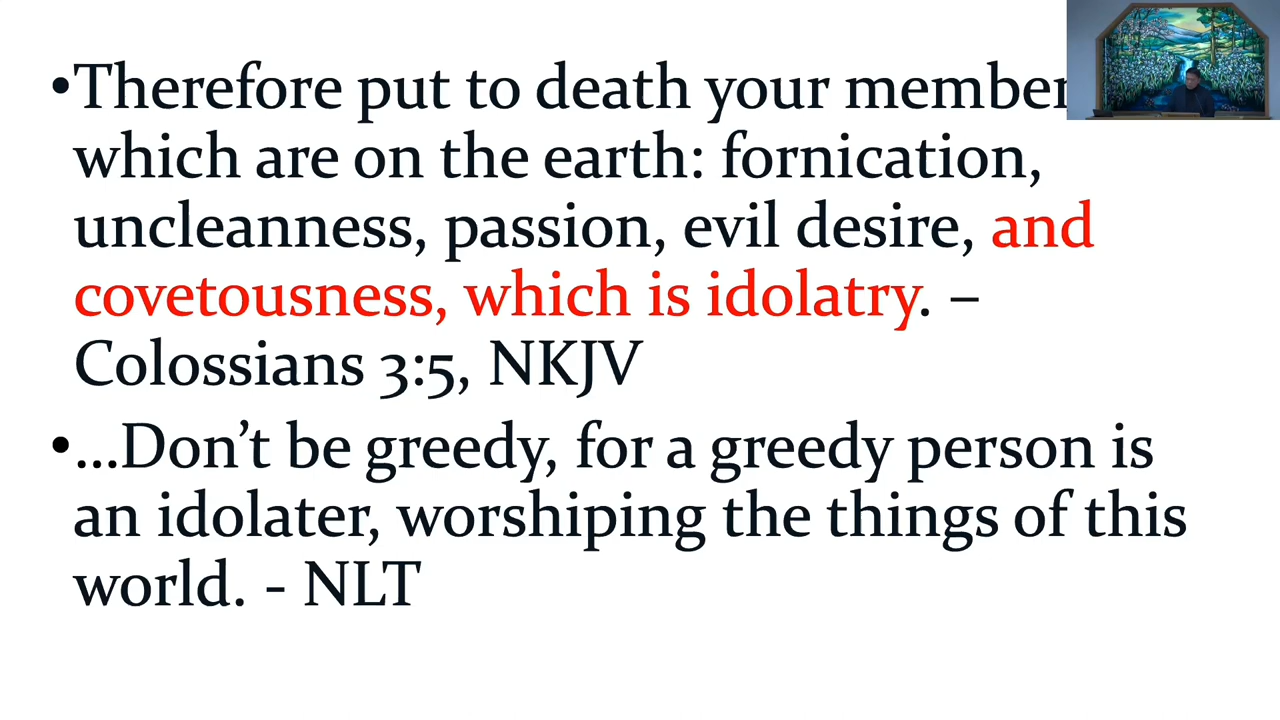 •Therefore put to death your member
which are on the earth: fornication,
uncleanness, passion, evil desire, and
covetousness, which is idolatry. –
Colossians 3:5, NKJV
•...Don’t be greedy, for a greedy person is
an idolater, worshiping the things of this
world. - NLT